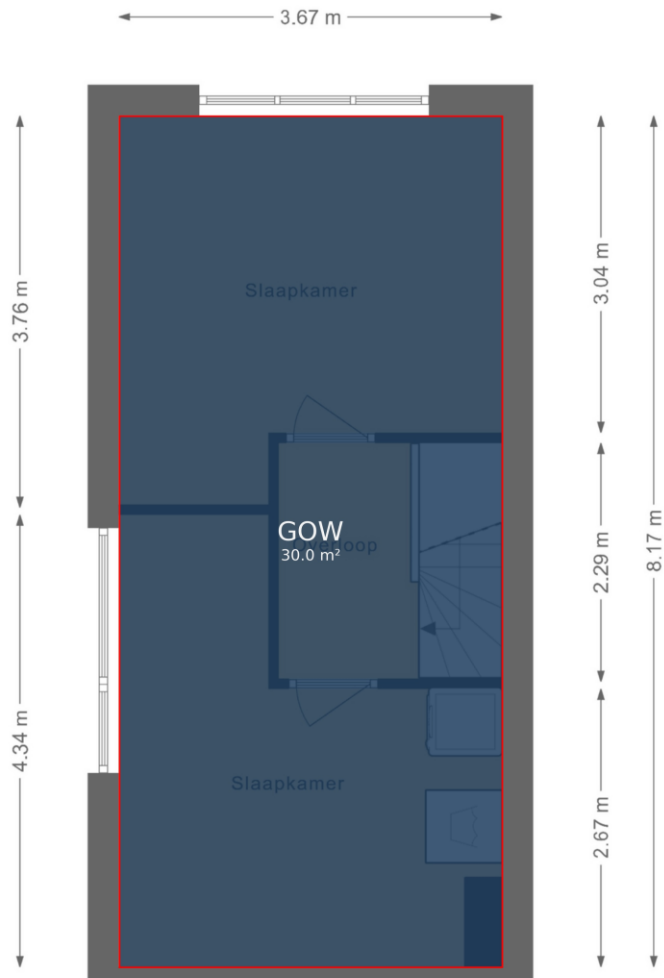 3.67 m
3.76 m
3.04 m
Slaapkamer
GOW
Overloop
30.0 m²
2.29 m
8.17 m
4.34 m
Slaapkamer
2.67 m